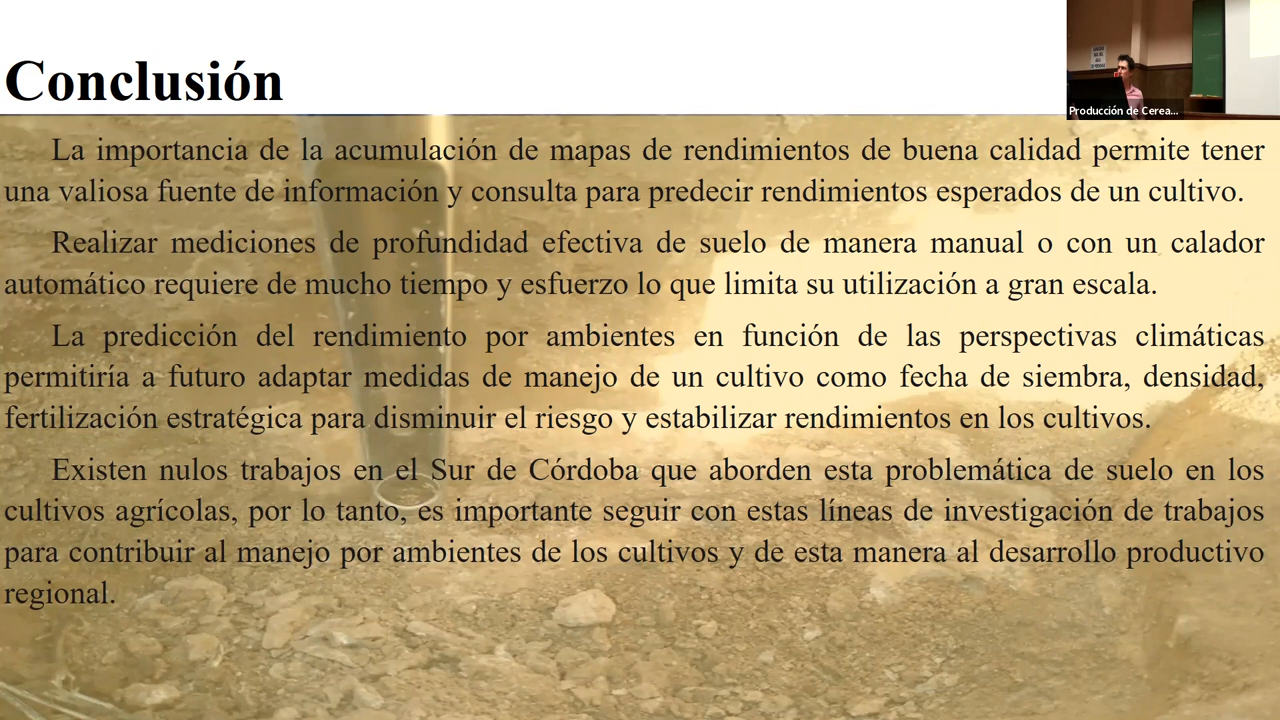 Conclusión
Producción de Cerea...
La importancia de la acumulación de mapas de rendimientos de buena calidad permite tener
una valiosa fuente de información y consulta para predecir rendimientos esperados de un cultivo.
Realizar mediciones de profundidad efectiva de suelo de manera manual o con un calador
automático requiere de mucho tiempo y esfuerzo lo que limita su utilización a gran escala.
La predicción del rendimiento por ambientes en función de las perspectivas climáticas
permitiría a futuro adaptar medidas de manejo de un cultivo como fecha de siembra, densidad,
fertilización estratégica para disminuir el riesgo y estabilizar rendimientos en los cultivos.
Existen nulos trabajos en el Sur de Córdoba que aborden esta problemática de suelo en los
cultivos agrícolas, por lo tanto, es importante seguir con estas líneas de investigación de trabajos
para contribuir al manejo por ambientes de los cultivos y de esta manera al desarrollo productivo
regional.